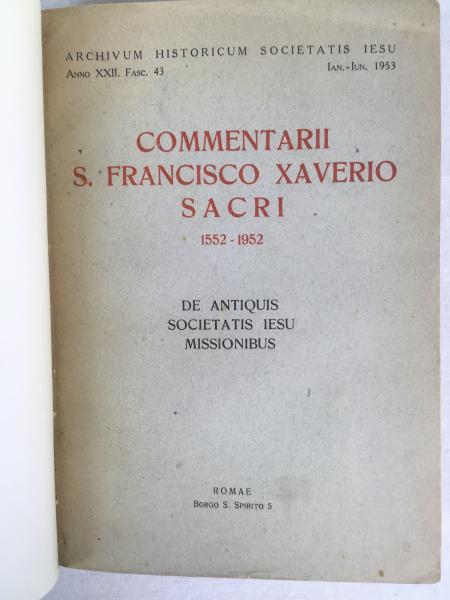 ARCHIVUM HISTORICUM SOCIETATIS IESU
ANNO XXII. FASC. 43 IAN.-IUN. 1953
COMMENTARII
S. FRANCISCO XAVERIO
SACRI
1552 - 1952
DE ANTIQUIS
SOCIETATIS IESU
MISSIONIBUS
ROMAE
BORGO S. SPIRITO 5